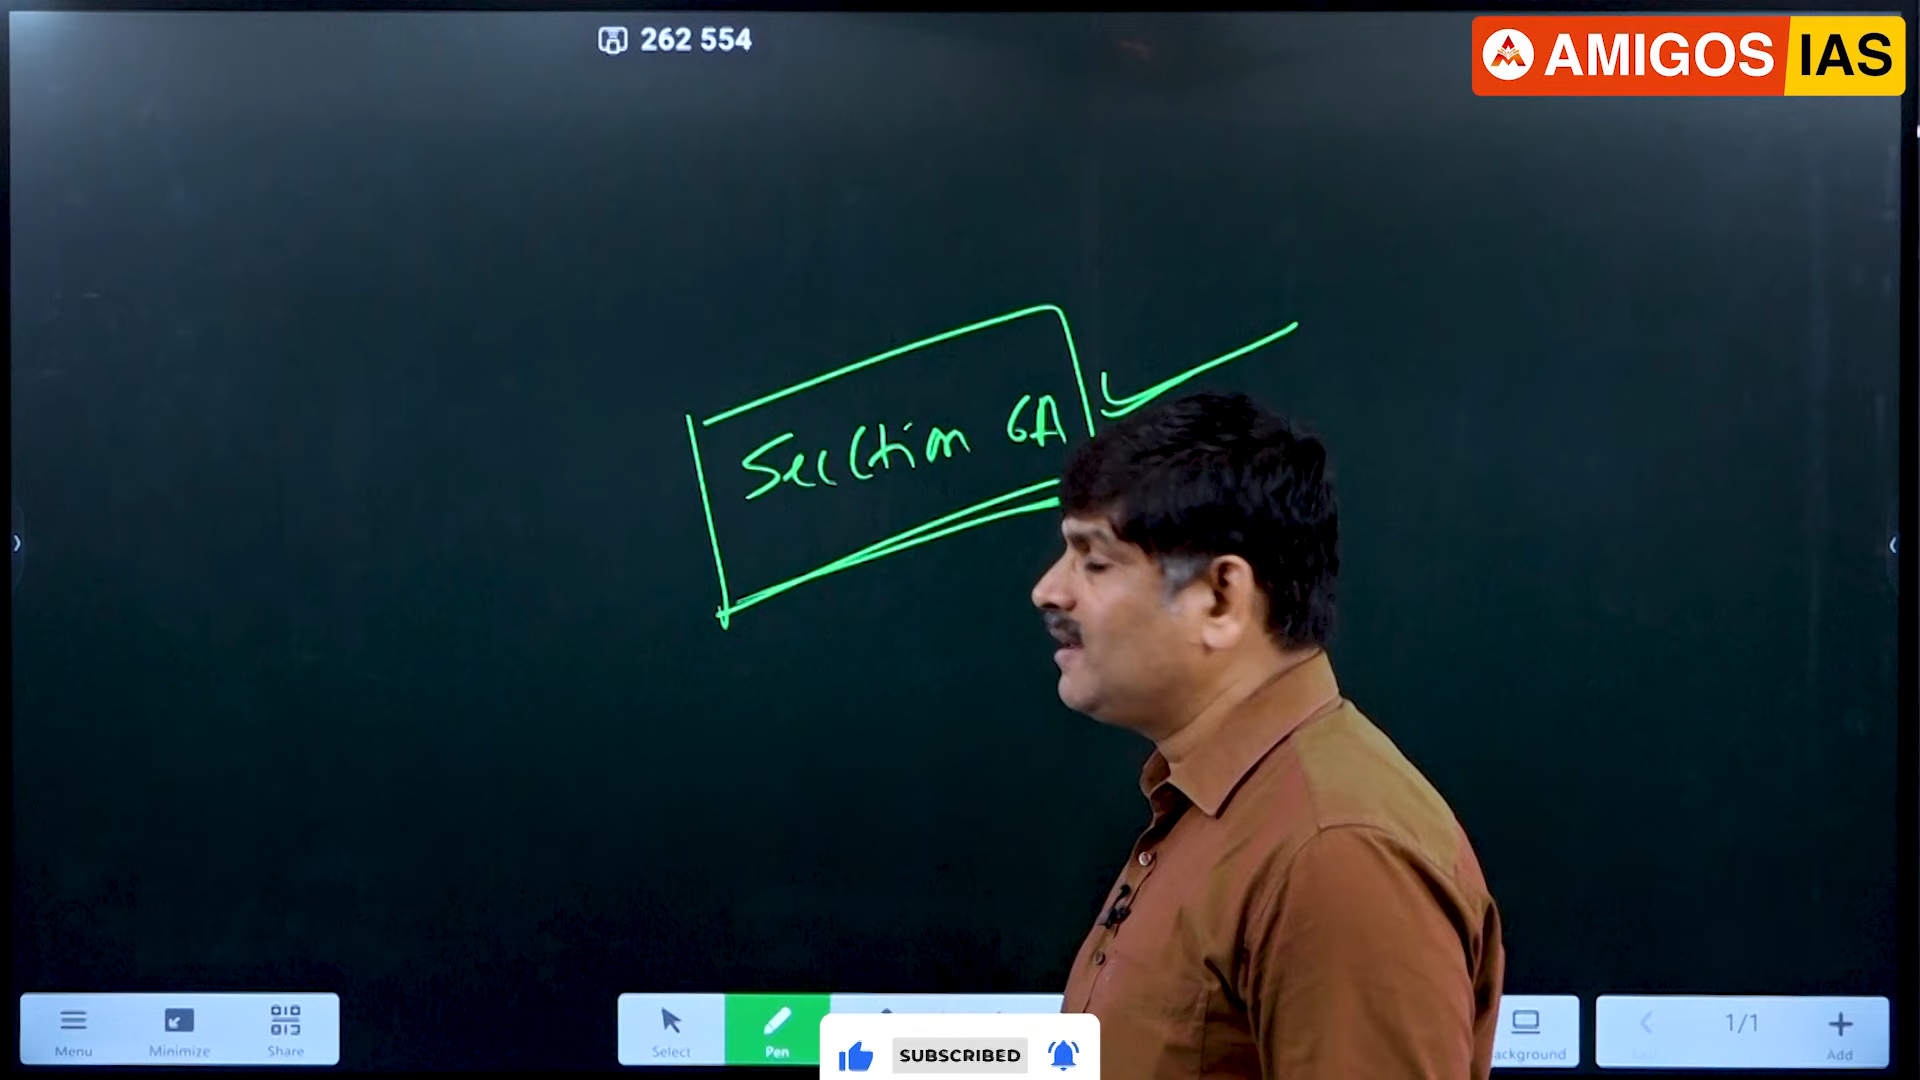 262 554
AMIGOS IAS
Section 6A
Menu
Minimize
Share
Select
Pen
SUBSCRIBED
ackground
1/1
Add